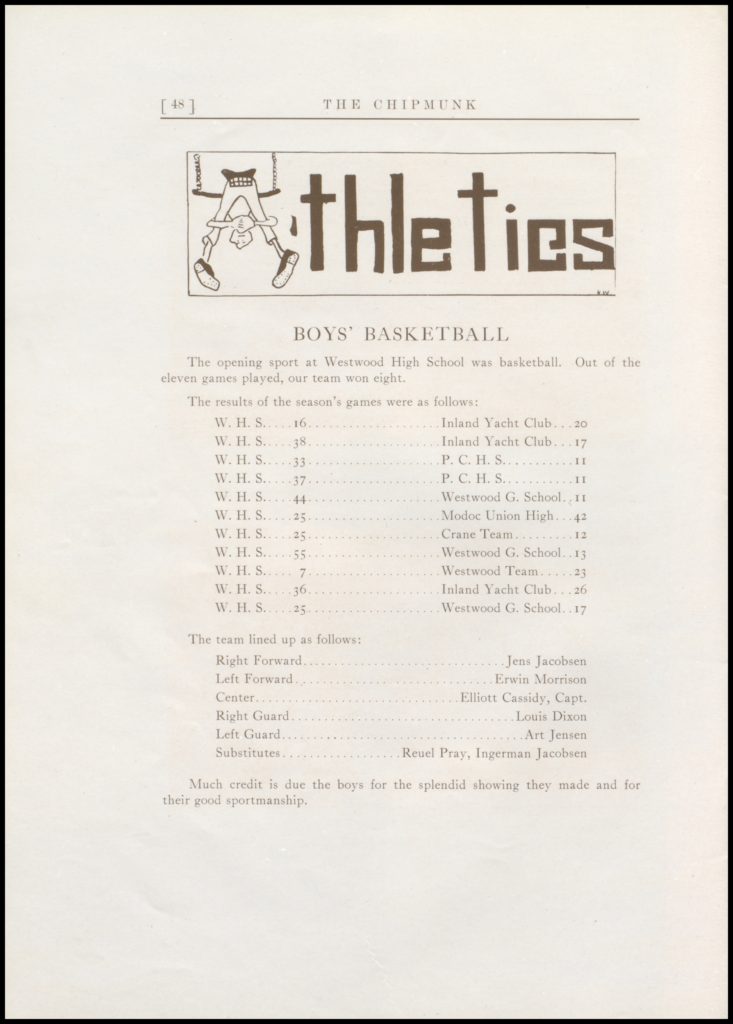 [ 48 ] THE CHIPMUNK
Athletics
H.W.
BOYS' BASKETBALL
The opening sport at Westwood High School was basketball. Out of the
eleven games played, our team won eight.
The results of the season's games were as follows:
W. H. S.....16...................Inland Yacht Club...20
W. H. S.....38...................Inland Yacht Club...17
W. H. S.....33...................P. C. H. S..........11
W. H. S.....37...................P. C. H. S..........11
W. H. S.....44...................Westwood G. School..11
W. H. S.....25...................Modoc Union High...42
W. H. S.....25...................Crane Team.........12
W. H. S.....55...................Westwood G. School..13
W. H. S.... 7...................Westwood Team.....23
W. H. S.....36...................Inland Yacht Club...26
W. H. S.....25...................Westwood G. School..17
The team lined up as follows:
Right Forward.............................Jens Jacobsen
Left Forward............................Erwin Morrison
Center.............................Elliott Cassidy, Capt.
Right Guard................................Louis Dixon
Left Guard...................................Art Jensen
Substitutes.................Reuel Pray, Ingerman Jacobsen
Much credit is due the boys for the splendid showing they made and for
their good sportmanship.